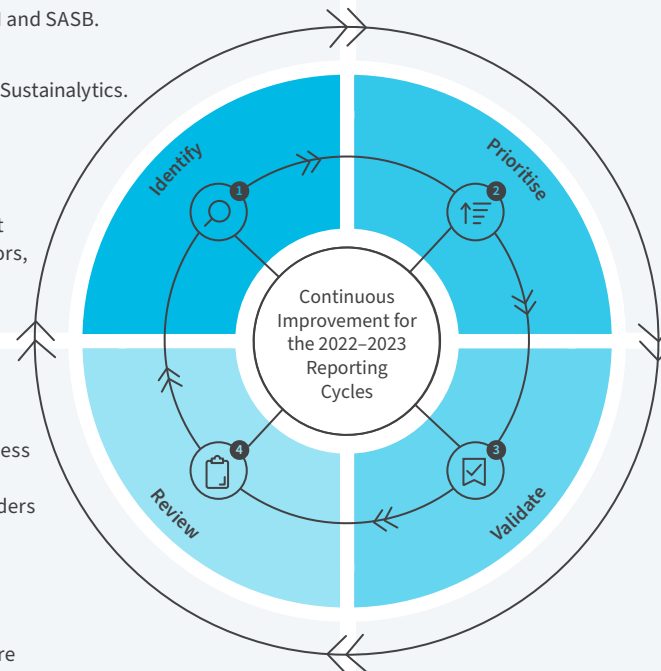 and SASB.
Sustainalytics.
Identify
1
Prioritise
2
ors,
Continuous
Improvement for
the 2022–2023
Reporting
Cycles
ess
4
3
ders
Review
Validate
re